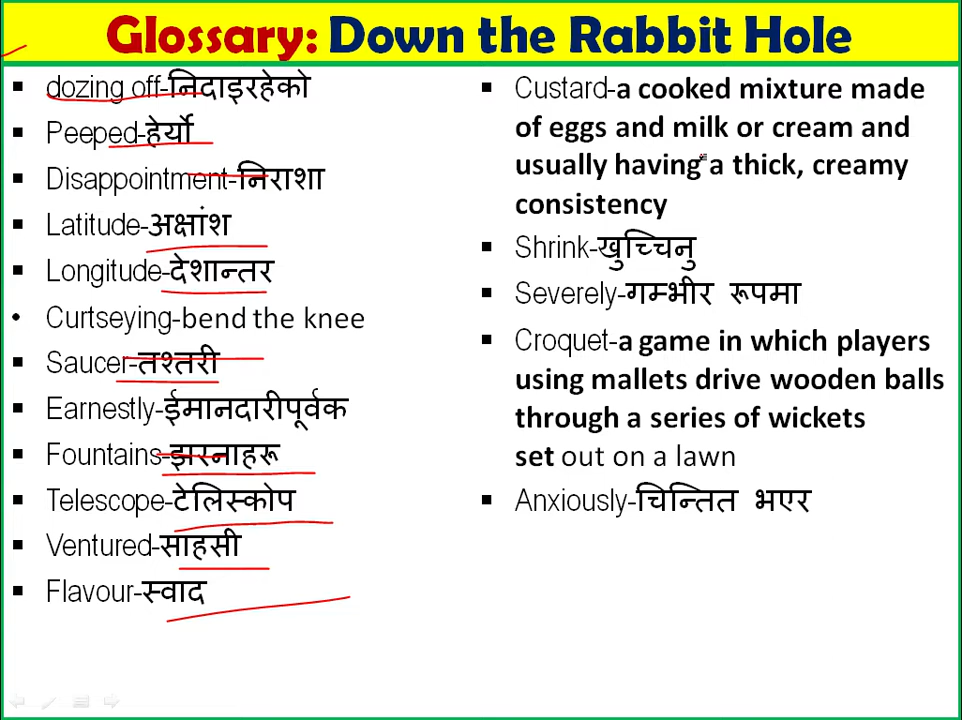 Glossary: Down the Rabbit Hole
▪ dozing off-निदाइरहेको
▪ Peeped-हेर्यो
▪ Disappointment-निराशा
▪ Latitude-अक्षांश
▪ Longitude-देशान्तर
• Curtseying-bend the knee
▪ Saucer-तश्तरी
▪ Earnestly-ईमानदारीपूर्वक
▪ Fountains-झरनाहरू
▪ Telescope-टेलिस्कोप
▪ Ventured-साहसी
▪ Flavour-स्वाद
▪ Custard-a cooked mixture made
of eggs and milk or cream and
usually having a thick, creamy
consistency
▪ Shrink-खुच्चिनु
▪ Severely-गम्भीर रूपमा
▪ Croquet-a game in which players
using mallets drive wooden balls
through a series of wickets
set out on a lawn
▪ Anxiously-चिन्तित भएर